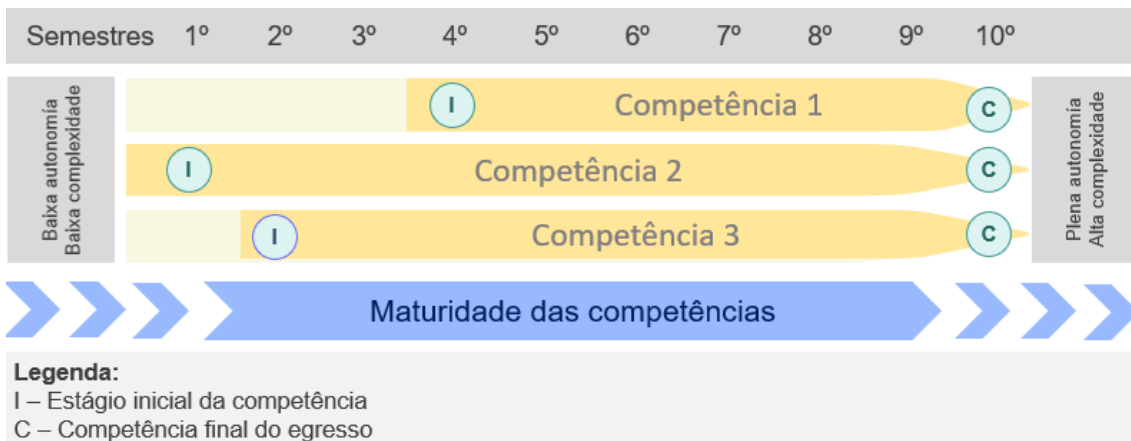 Semestres 1º 2º 3º 4º 5º 6º 7º 8º 9º 10º
Baixa autonomia
Baixa complexidade
I Competência 1 C
I Competência 2 C
I Competência 3 C
Plena autonomia
Alta complexidade
Maturidade das competências
Legenda:
I – Estágio inicial da competência
C – Competência final do egresso